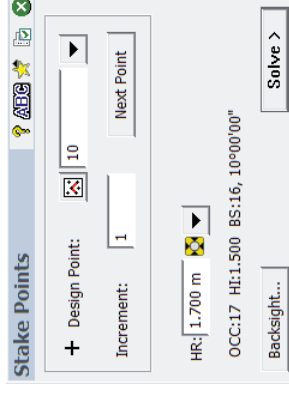 Stake Points ? ABC
Design Point: 10
Increment: 1 Next Point
HR: 1.700 m
OCC:17 HI:1.500 BS:16, 10°00'00"
Backsight... Solve >